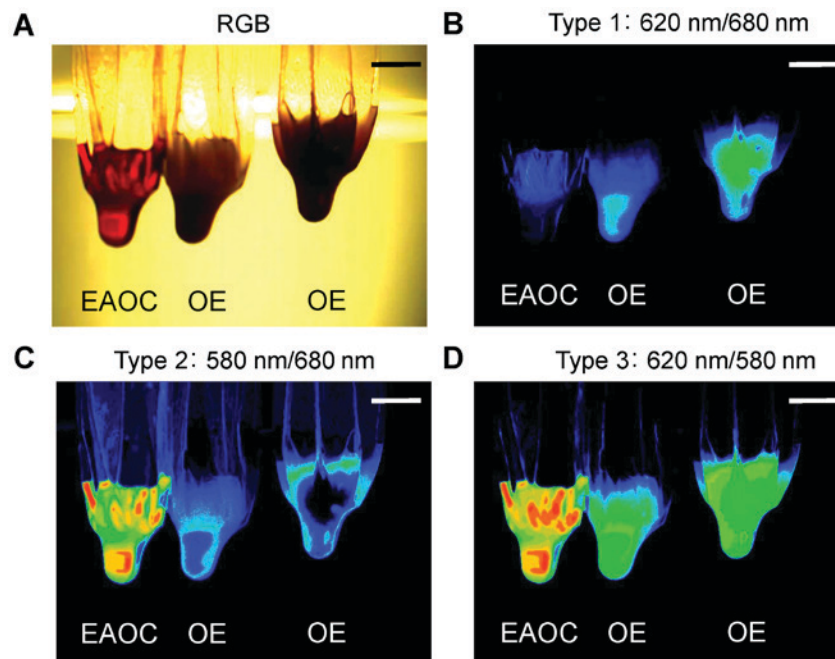 A
RGB
EAOC OE OE
B
Type 1: 620 nm/680 nm
EAOC OE OE
C
Type 2: 580 nm/680 nm
EAOC OE OE
D
Type 3: 620 nm/580 nm
EAOC OE OE